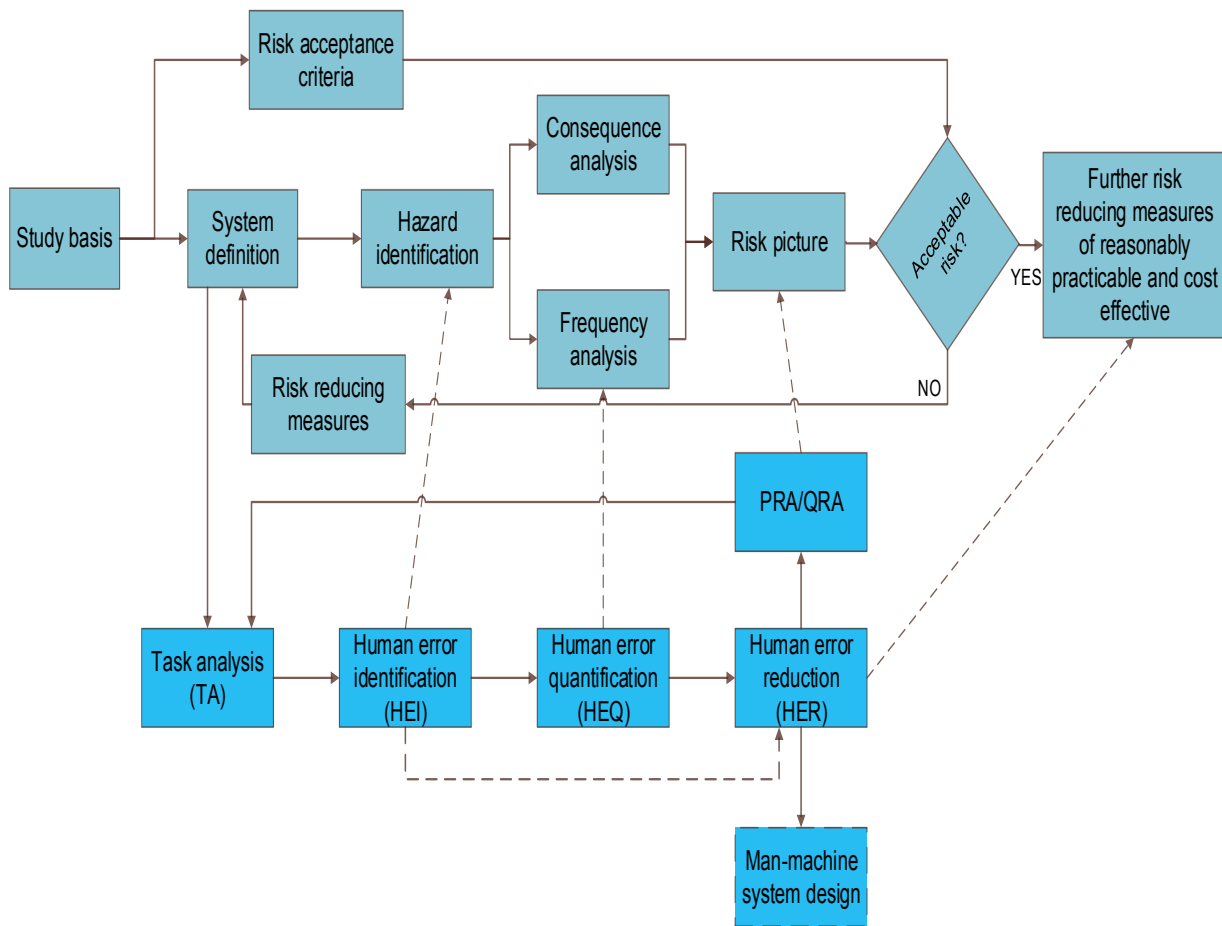 Risk acceptance
criteria
Consequence
analysis
Study basis
System
definition
Hazard
identification
Risk picture
Acceptable
risk?
YES
Further risk
reducing measures
of reasonably
practicable and cost
effective
Frequency
analysis
Risk reducing
measures
NO
PRA/QRA
Task analysis
(TA)
Human error
identification
(HEI)
Human error
quantification
(HEQ)
Human error
reduction
(HER)
Man-machine
system design